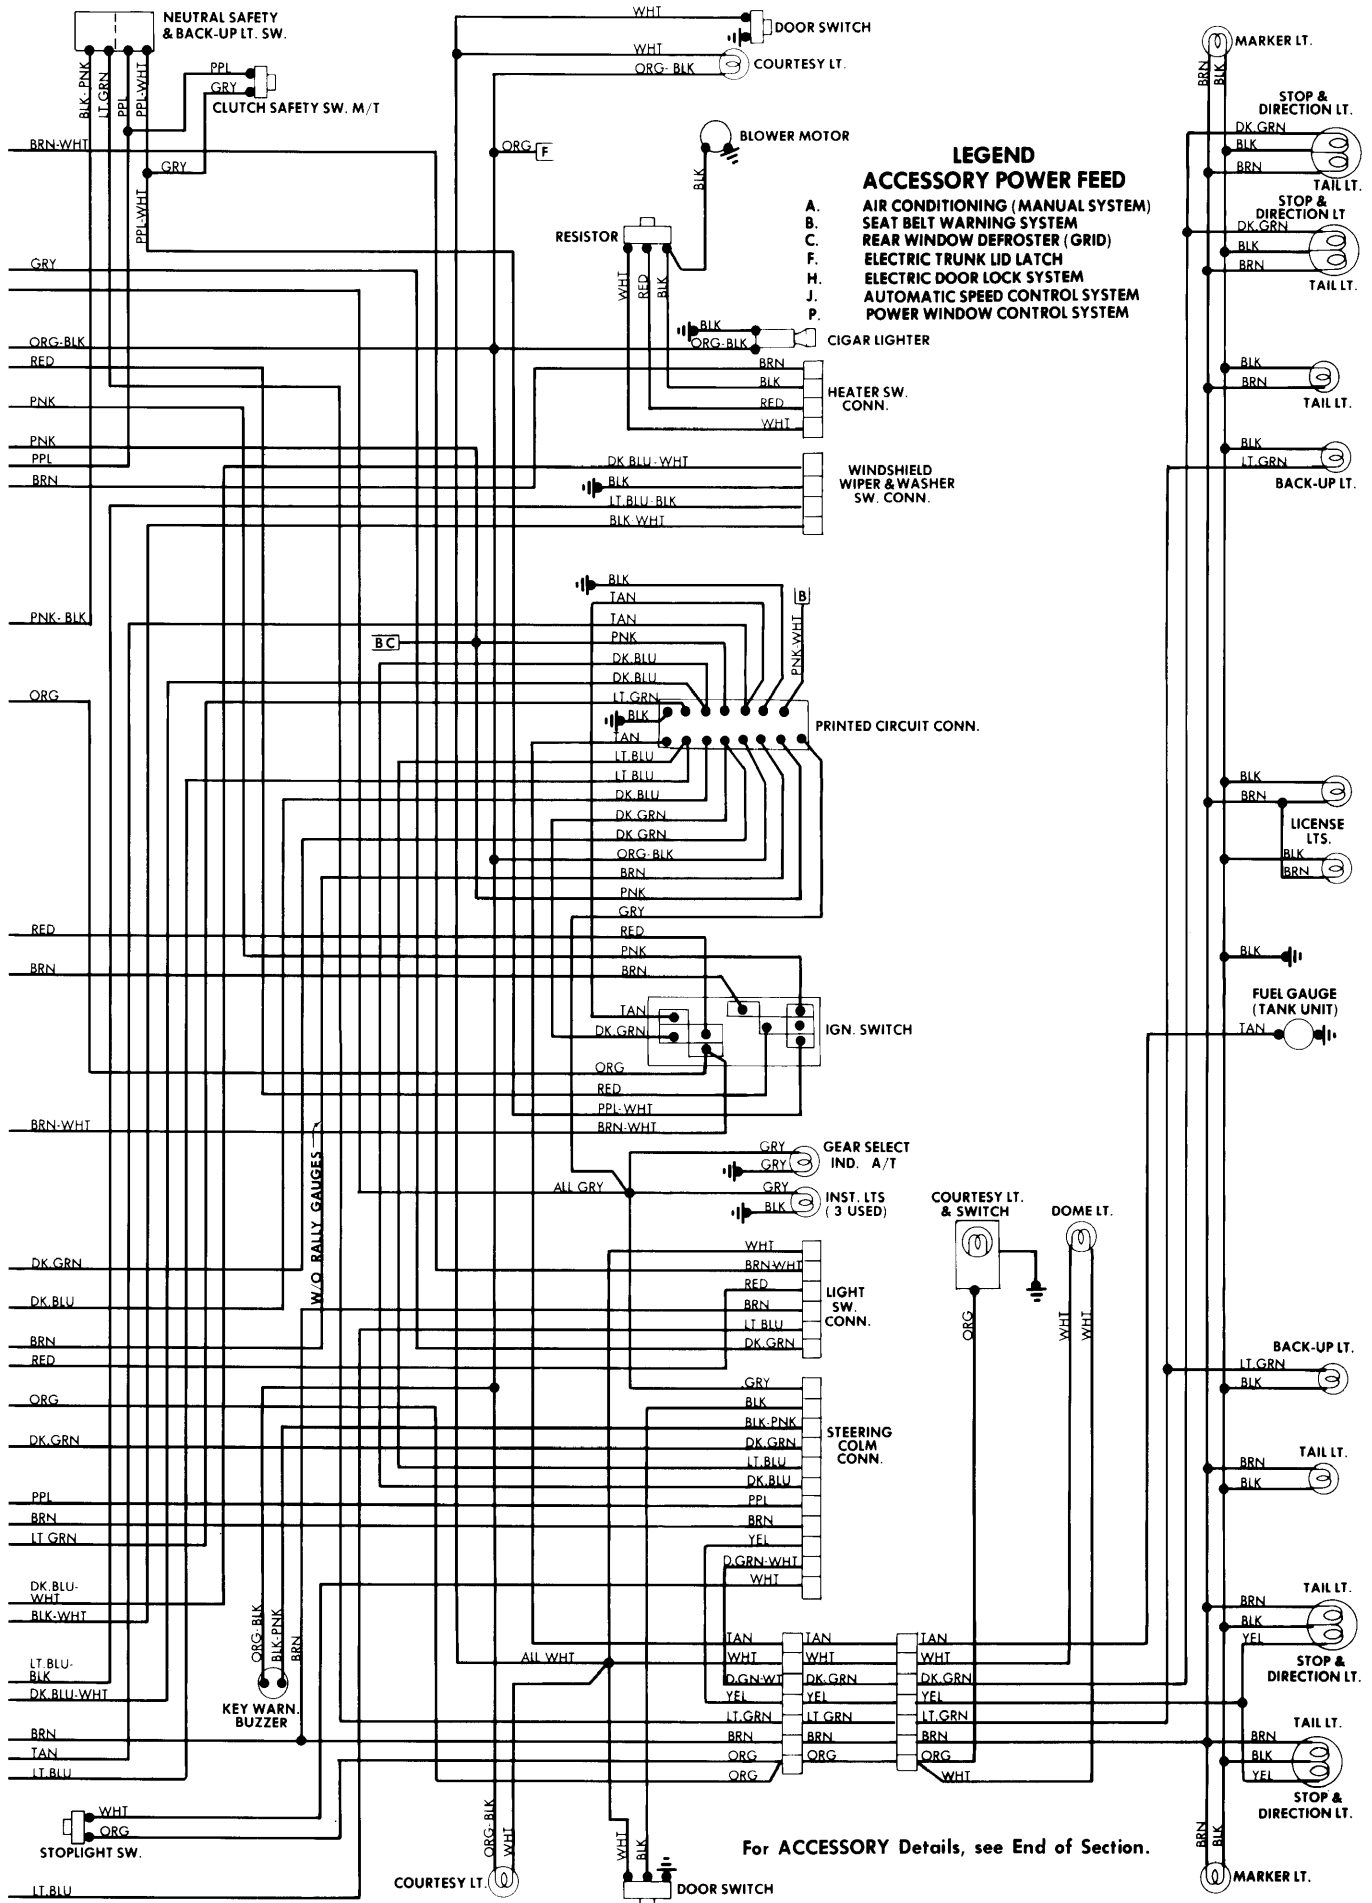 NEUTRAL SAFETY
& BACK-UP LT. SW.
BLK - PNK
LT.GRN
PPL
PPL-WHT
PPL
GRY
CLUTCH SAFETY SW. M/T
BRN-WHT
GRY
PPL-WHT
GRY
ORG-BLK
RED
PNK
PNK
PPL
BRN
PNK- BLK
ORG
RED
BRN
BRN-WHT
W/O RALLY GAUGES
DK.GRN
DK.BLU
BRN
RED
ORG
DK.GRN
PPL
BRN
LT GRN
DK.BLU-
WHT
BLK-WHT
LT.BLU-
BLK
DK.BLU-WHT
BRN
TAN
LT.BLU
WHT
ORG
STOPLIGHT SW.
LT.BLU
ORG-BLK
BLK-PNK
BRN
KEY WARN.
BUZZER
WHT
DOOR SWITCH
WHT
ORG- BLK
COURTESY LT.
ORG F
BLOWER MOTOR
BLK
RESISTOR
WHT
RED
BLK
BLK
ORG-BLK
CIGAR LIGHTER
BRN
BLK
RED
WHT
HEATER SW.
CONN.
DK BLU-WHT
BLK
LT.BLU-BLK
BLK-WHT
WINDSHIELD
WIPER & WASHER
SW. CONN.
LEGEND
ACCESSORY POWER FEED
A. AIR CONDITIONING (MANUAL SYSTEM)
B. SEAT BELT WARNING SYSTEM
C. REAR WINDOW DEFROSTER (GRID)
F. ELECTRIC TRUNK LID LATCH
H. ELECTRIC DOOR LOCK SYSTEM
J. AUTOMATIC SPEED CONTROL SYSTEM
P. POWER WINDOW CONTROL SYSTEM
BLK
TAN
B
TAN
BC
PNK
PNK-WHT
DK.BLU
DK.BLU
LT.GRN
BLK
PRINTED CIRCUIT CONN.
TAN
LT.BLU
LT BLU
DK.BLU
DK GRN
DK GRN
ORG-BLK
BRN
PNK
GRY
RED
PNK
BRN
TAN
DK.GRN
IGN. SWITCH
ORG
RED
PPL-WHT
BRN-WHT
GRY
GRY
GEAR SELECT
IND. A/T
ALL GRY
GRY
BLK
INST. LTS
( 3 USED)
COURTESY LT.
& SWITCH
DOME LT.
ORG
WHT
WHT
WHT
BRN-WHT
RED
BRN
LT BLU
DK.GRN
LIGHT
SW.
CONN.
GRY
BLK
BLK-PNK
DK.GRN
LT.BLU
DK.BLU
PPL
BRN
YEL
D.GRN-WHT
WHT
STEERING
COLM
CONN.
ALL WHT
TAN TAN TAN
WHT WHT WHT
D.GN-WT DK.GRN DK.GRN
YEL YEL YEL
LT.GRN LT GRN LT.GRN
BRN BRN BRN
ORG ORG ORG
ORG WHT
ORG-BLK
WHT
COURTESY LT.
WHT
BLK
DOOR SWITCH
For ACCESSORY Details, see End of Section.
MARKER LT.
BRN
BLK
STOP &
DIRECTION LT.
DK.GRN
BLK
BRN
TAIL LT.
STOP &
DIRECTION LT
DK.GRN
BLK
BRN
TAIL LT.
BLK
BRN
TAIL LT.
BLK
LT.GRN
BACK-UP LT.
BLK
BRN
LICENSE
LTS.
BLK
BRN
BLK
FUEL GAUGE
(TANK UNIT)
TAN
BACK-UP LT.
LT.GRN
BLK
TAIL LT.
BRN
BLK
TAIL LT.
BRN
BLK
YEL
STOP &
DIRECTION LT.
TAIL LT.
BRN
BLK
YEL
STOP &
DIRECTION LT.
BRN
BLK
MARKER LT.